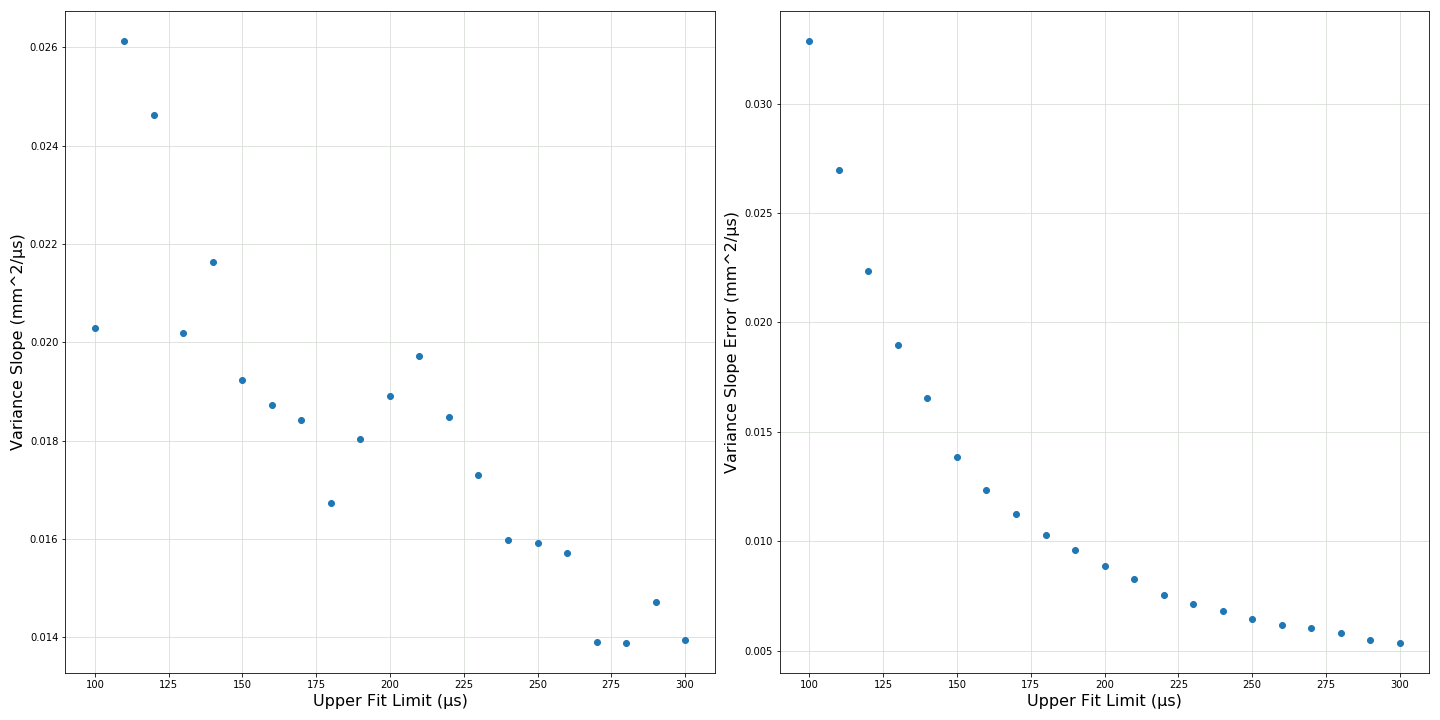 0.026
0.024
0.022
0.020
0.018
0.016
0.014
Variance Slope (mm^2/µs)
100 125 150 175 200 225 250 275 300
Upper Fit Limit (µs)
0.030
0.025
0.020
0.015
0.010
0.005
Variance Slope Error (mm^2/µs)
100 125 150 175 200 225 250 275 300
Upper Fit Limit (µs)